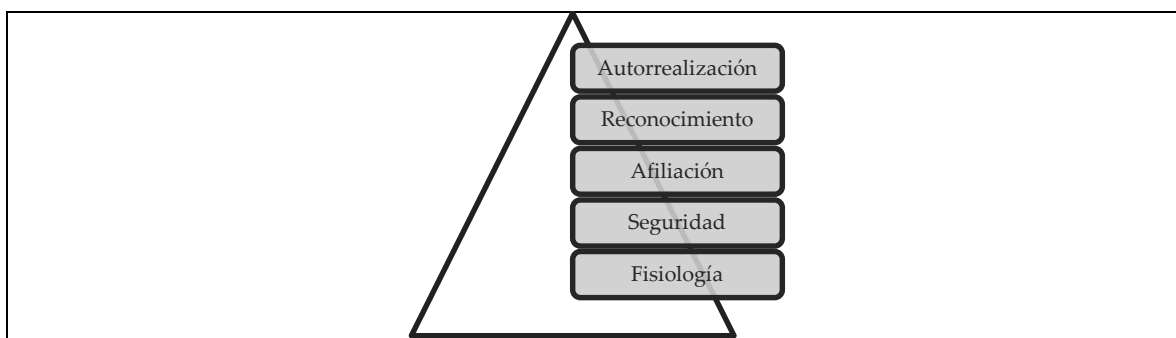 Autorrealización
Reconocimiento
Afiliación
Seguridad
Fisiología